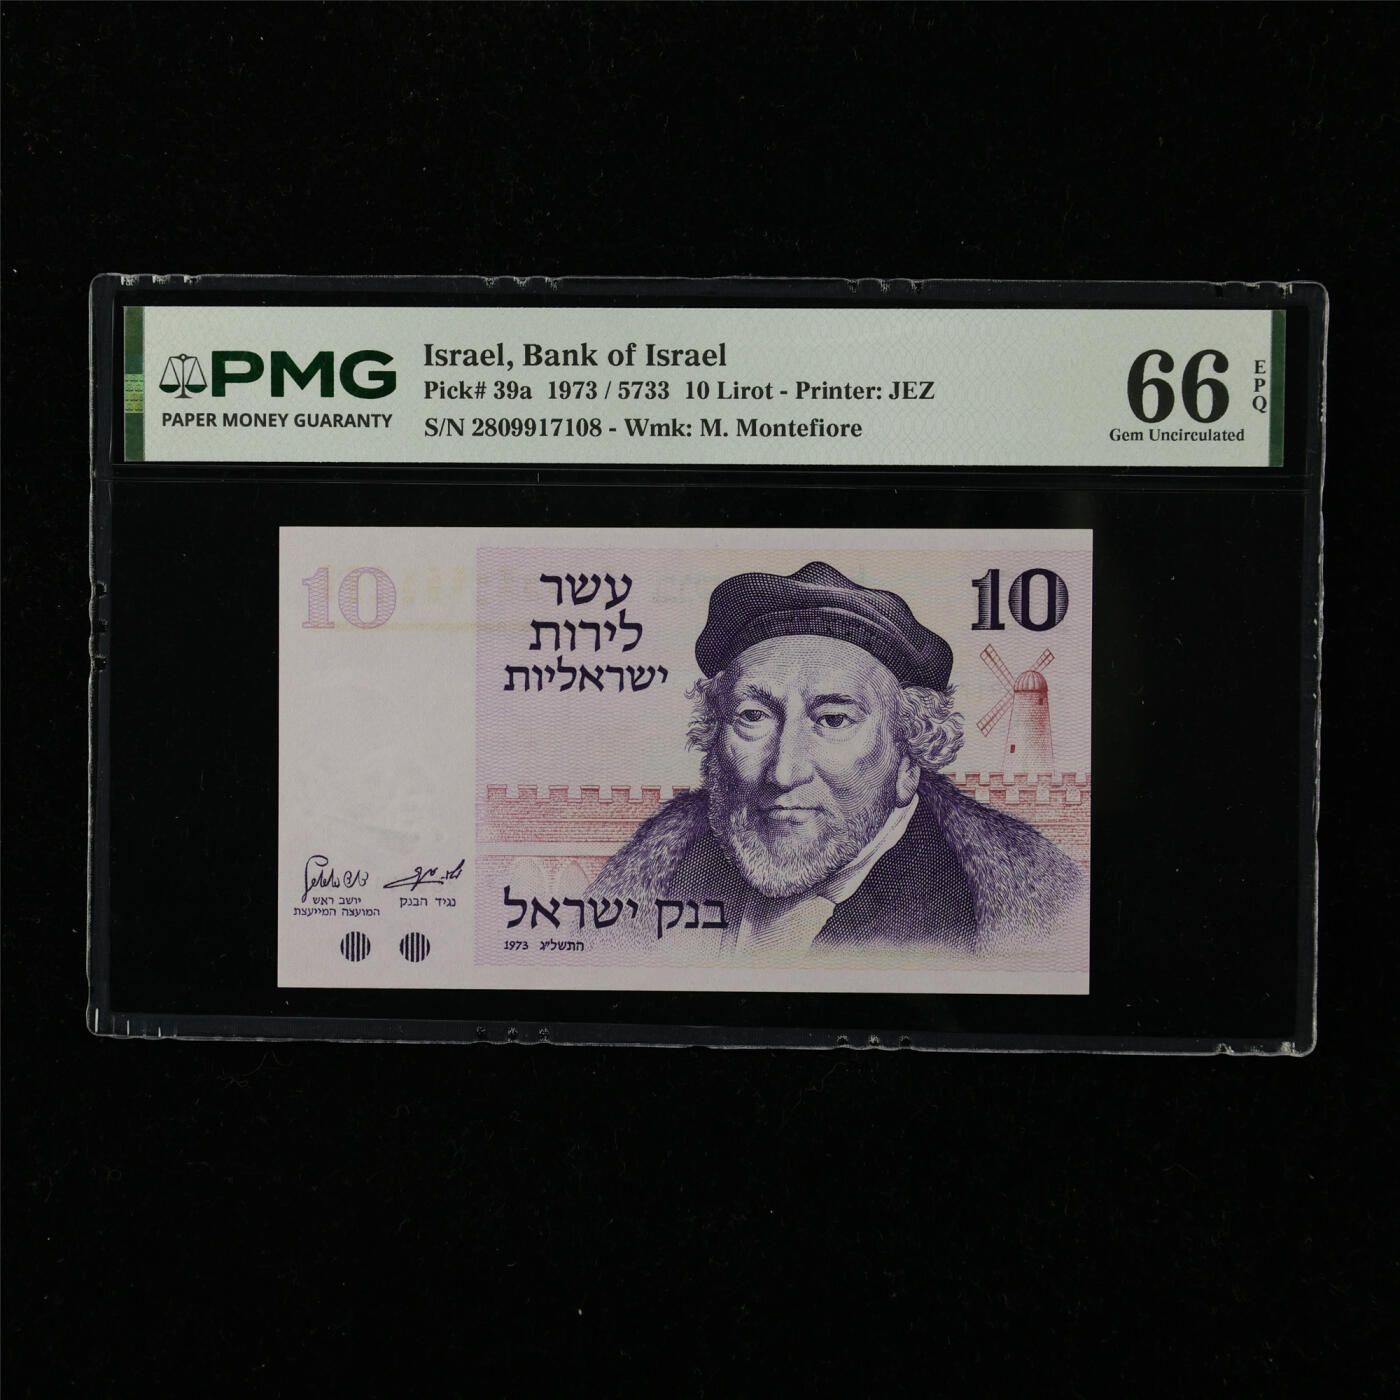 PMG
PAPER MONEY GUARANTY
Israel, Bank of Israel
Pick# 39a 1973 / 5733 10 Lirot - Printer: JEZ
S/N 2809917108 - Wmk: M. Montefiore
66
EPQ
Gem Uncirculated
10
עשר
לירות
ישראליות
10
יושב ראש
המועצה המייעצת
נגיד הבנק
בנק ישראל
1973 התשל"ג